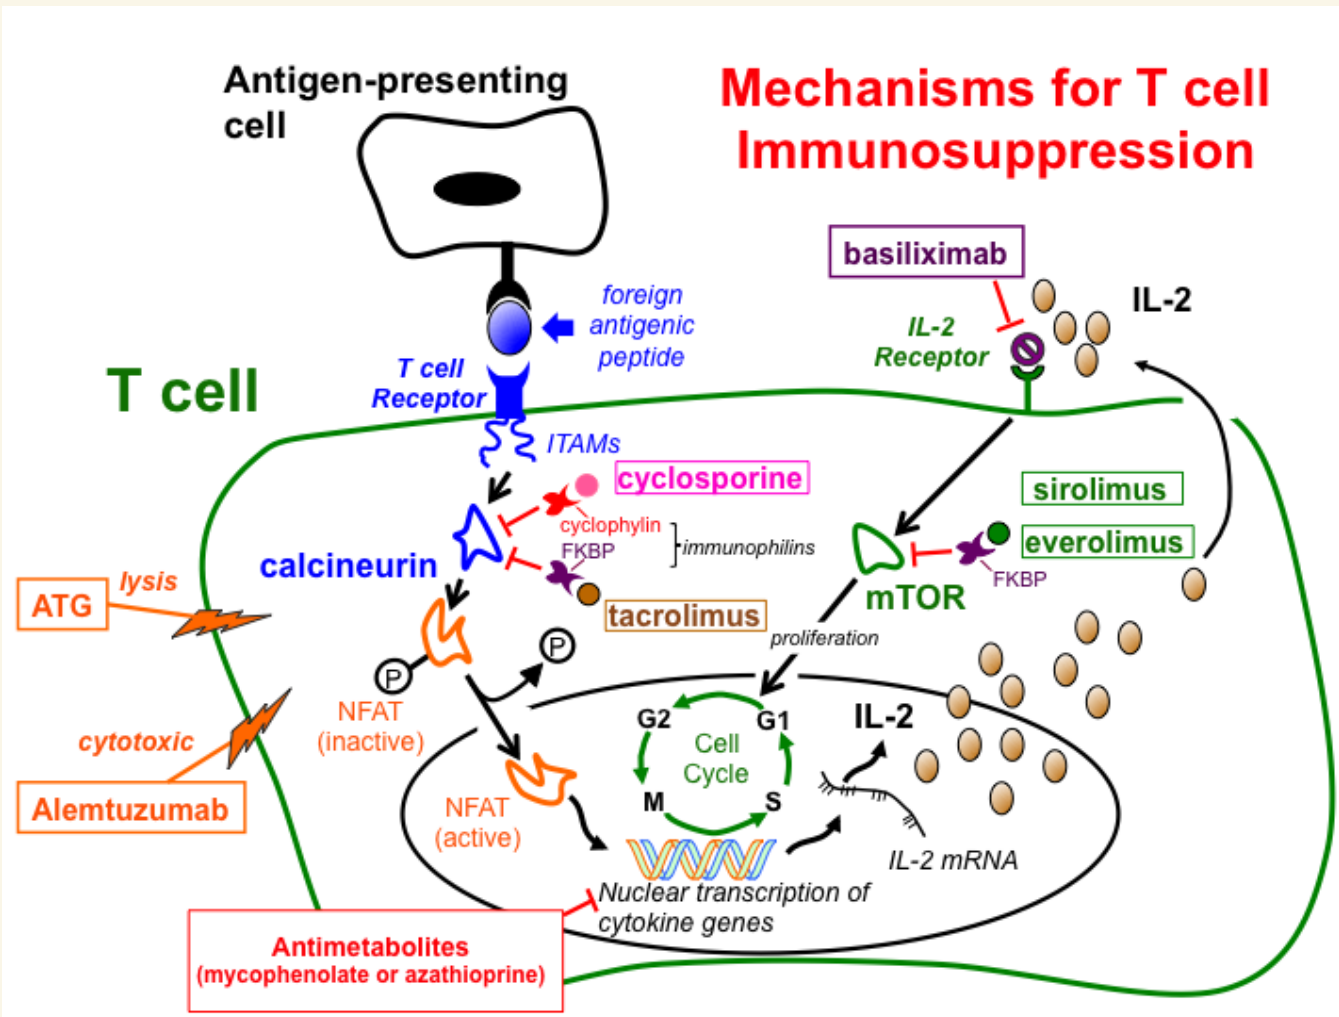 Antigen-presenting
cell
Mechanisms for T cell
Immunosuppression
basiliximab
IL-2
IL-2
Receptor
foreign
antigenic
peptide
T cell
Receptor
T cell
ITAMs
cyclosporine
cyclophylin
FKBP
immunophilins
calcineurin
tacrolimus
sirolimus
everolimus
FKBP
mTOR
proliferation
lysis
ATG
P
P
NFAT
(inactive)
cytotoxic
Alemtuzumab
G2
G1
Cell
Cycle
M
S
IL-2
NFAT
(active)
IL-2 mRNA
Nuclear transcription of
cytokine genes
Antimetabolites
(mycophenolate or azathioprine)